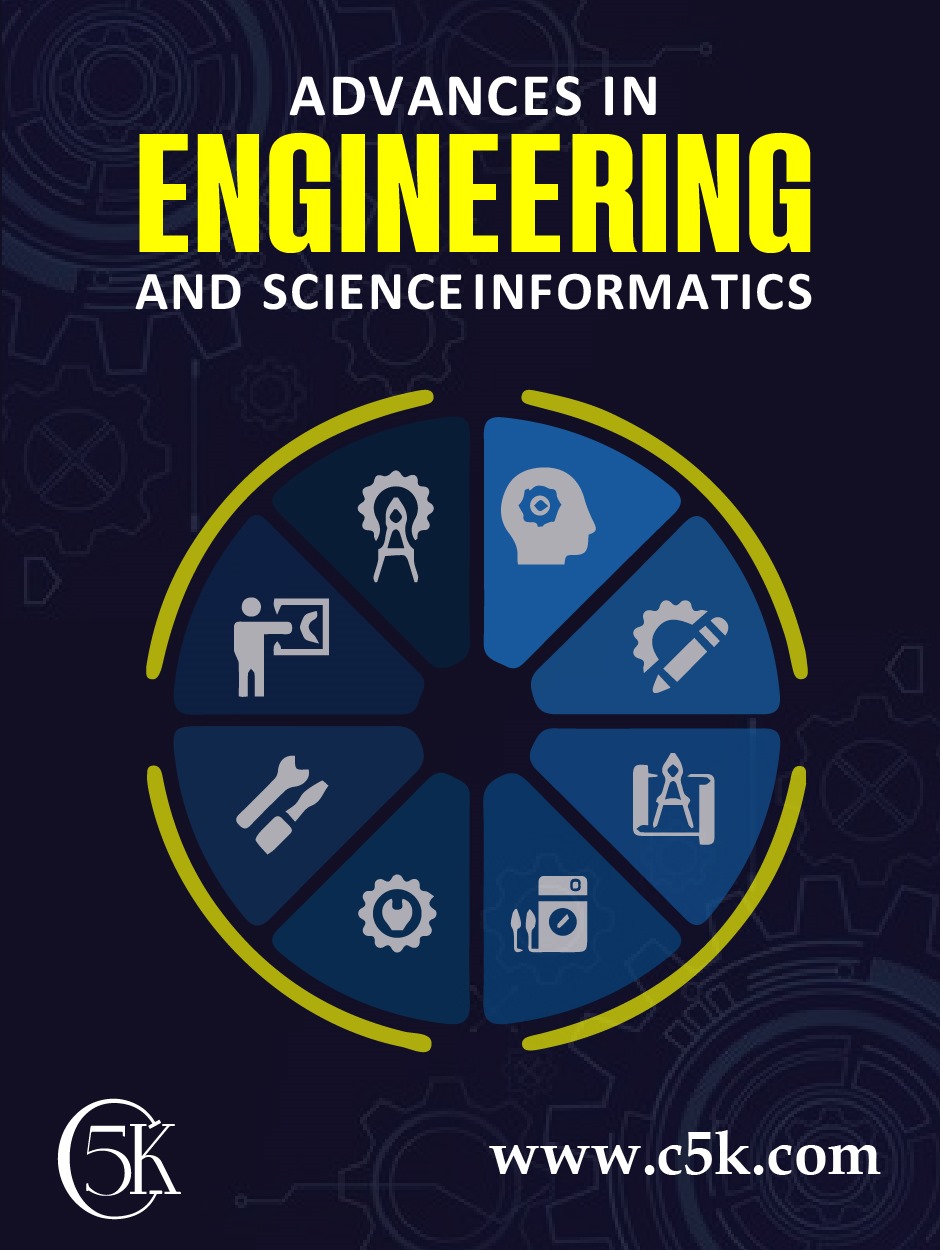 ADVANCES IN
ENGINEERING
AND SCIENCE INFORMATICS
C5K
www.c5k.com